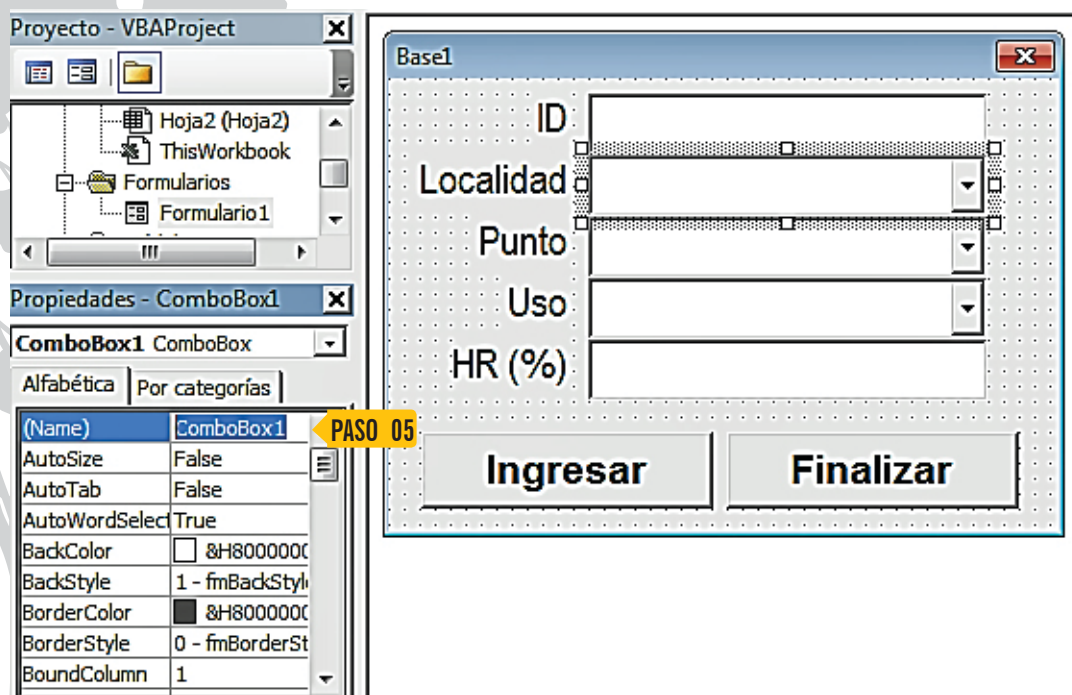 Proyecto - VBAProject
Hoja2 (Hoja2)
ThisWorkbook
Formularios
Formulario1
Propiedades - ComboBox1
ComboBox1 ComboBox
Alfabética Por categorías
(Name) ComboBox1
AutoSize False
AutoTab False
AutoWordSelect True
BackColor &H8000000
BackStyle 1 - fmBackStyl
BorderColor &H8000000
BorderStyle 0 - fmBorderSt
BoundColumn 1
PASO 05
Base1
ID
Localidad
Punto
Uso
HR (%)
Ingresar Finalizar